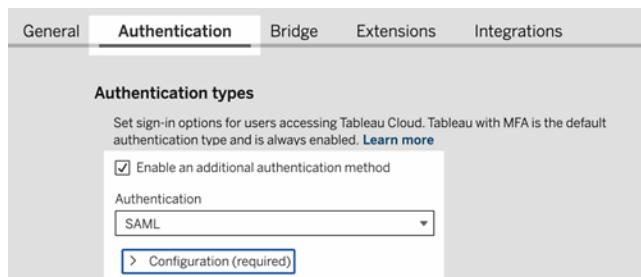 General Authentication Bridge Extensions Integrations
Authentication types
Set sign-in options for users accessing Tableau Cloud. Tableau with MFA is the default
authentication type and is always enabled. Learn more
Enable an additional authentication method
Authentication
SAML
Configuration (required)